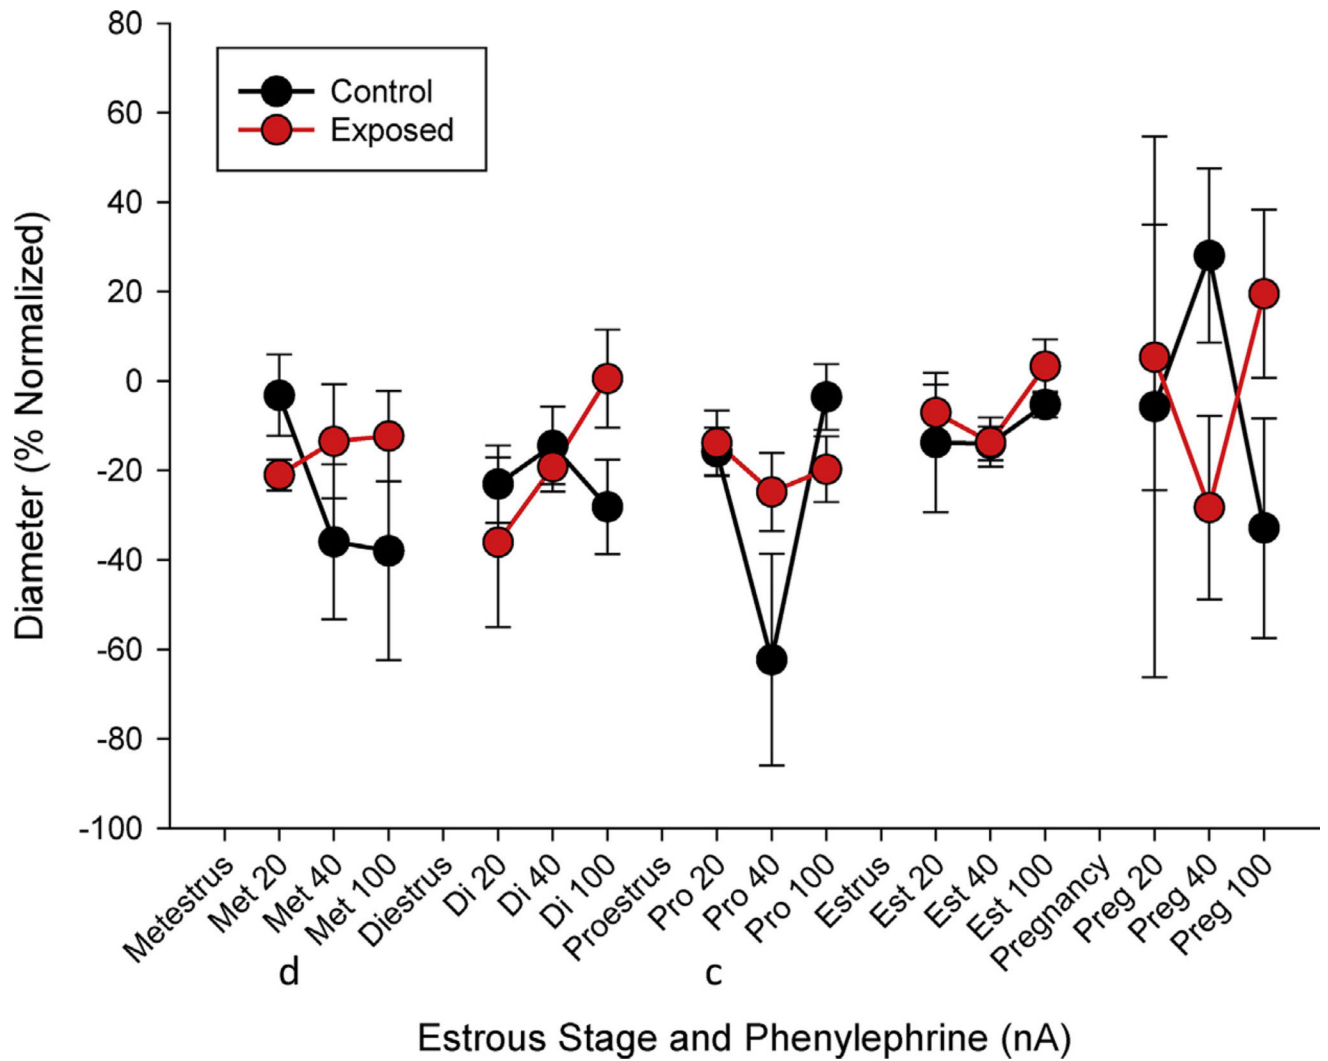 80
60
40
20
0
-20
-40
-60
-80
-100
Diameter (% Normalized)
Control
Exposed
Metestrus
Met 20
Met 40
Met 100
Diestrus
Di 20
Di 40
Di 100
Proestrus
Pro 20
Pro 40
Pro 100
Estrus
Est 20
Est 40
Est 100
Pregnancy
Preg 20
Preg 40
Preg 100
d
c
Estrous Stage and Phenylephrine (nA)